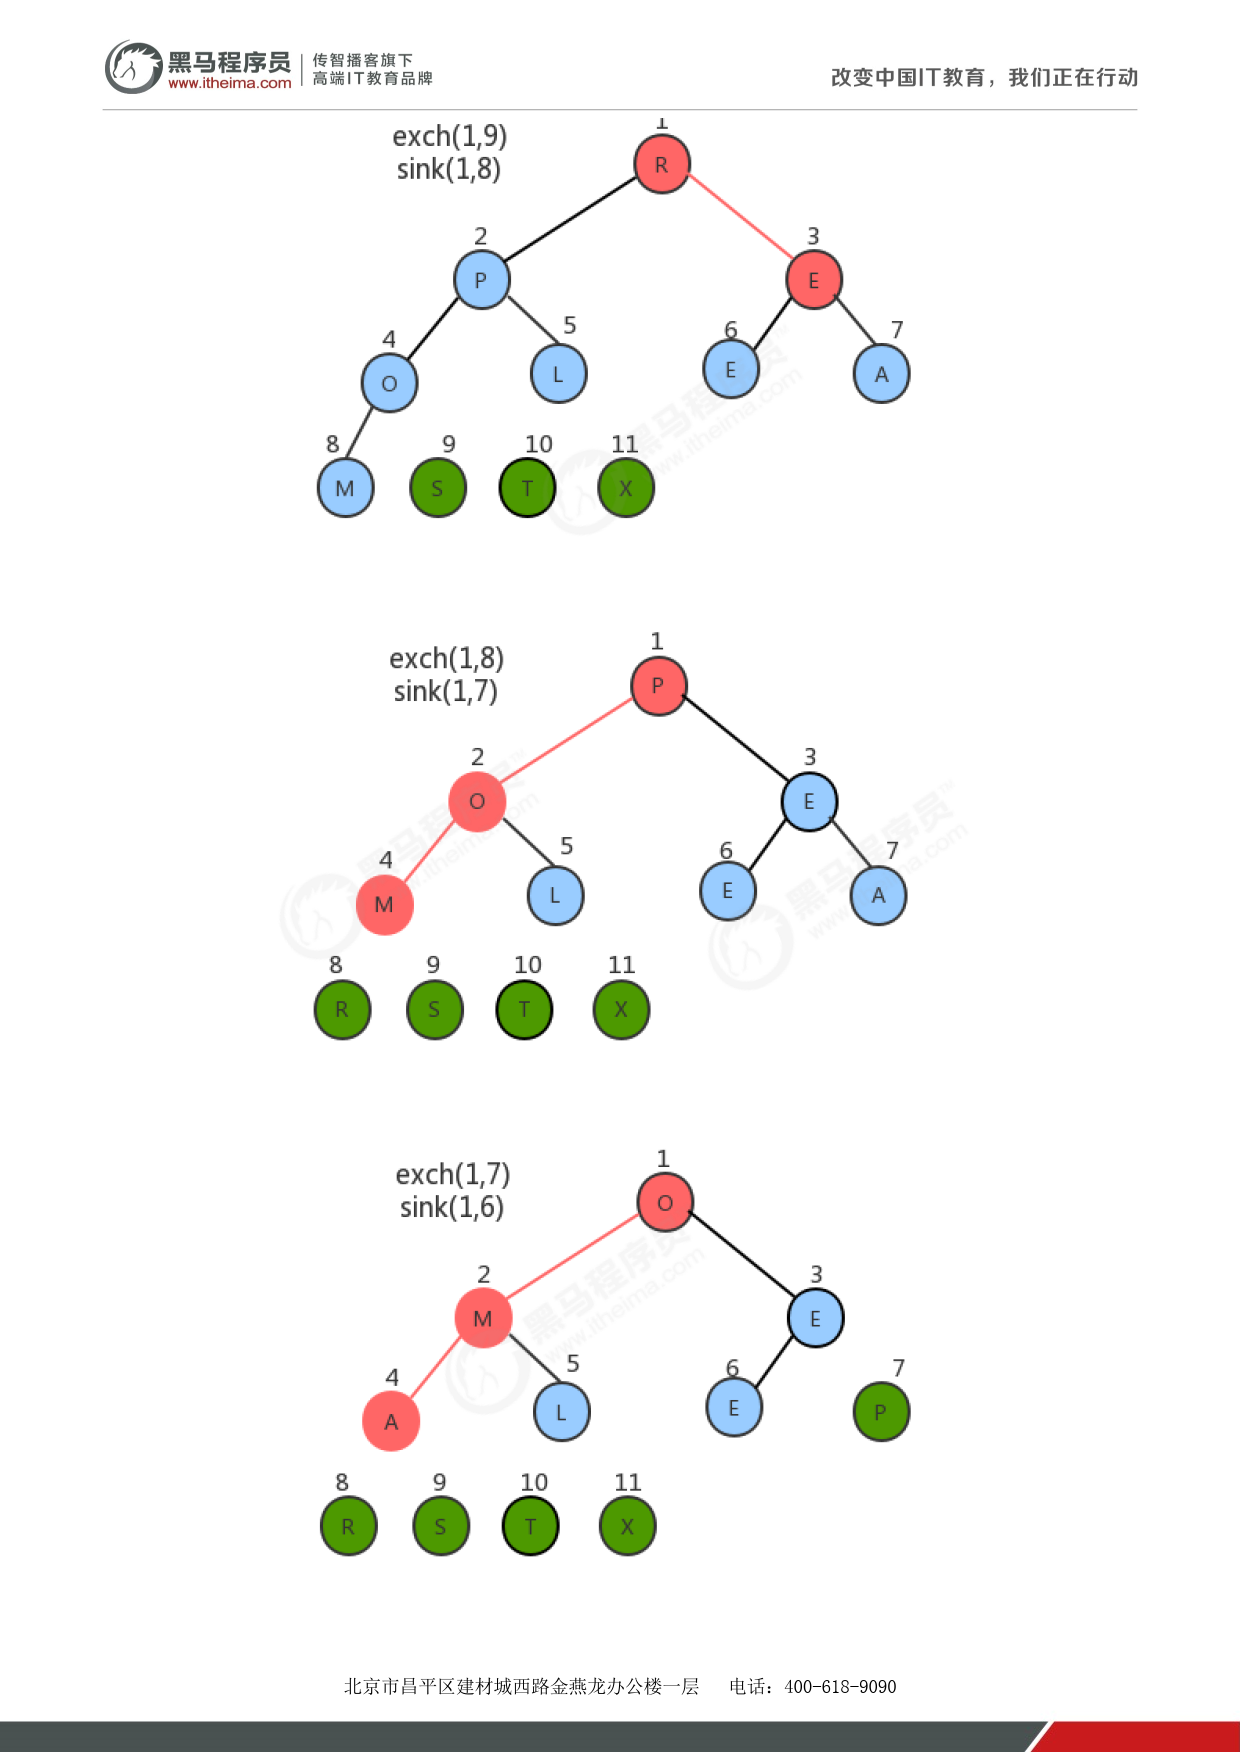 黑马程序员
www.itheima.com
传智播客旗下
高端IT教育品牌
改变中国IT教育，我们正在行动
exch(1,9)
sink(1,8)
1
R
2
P
3
E
4
O
5
L
6
E
7
A
8
M
9
S
10
T
11
X
exch(1,8)
sink(1,7)
1
P
2
O
3
E
4
M
5
L
6
E
7
A
8
R
9
S
10
T
11
X
exch(1,7)
sink(1,6)
1
O
2
M
3
E
4
A
5
L
6
E
7
P
8
R
9
S
10
T
11
X
北京市昌平区建材城西路金燕龙办公楼一层 电话：400-618-9090